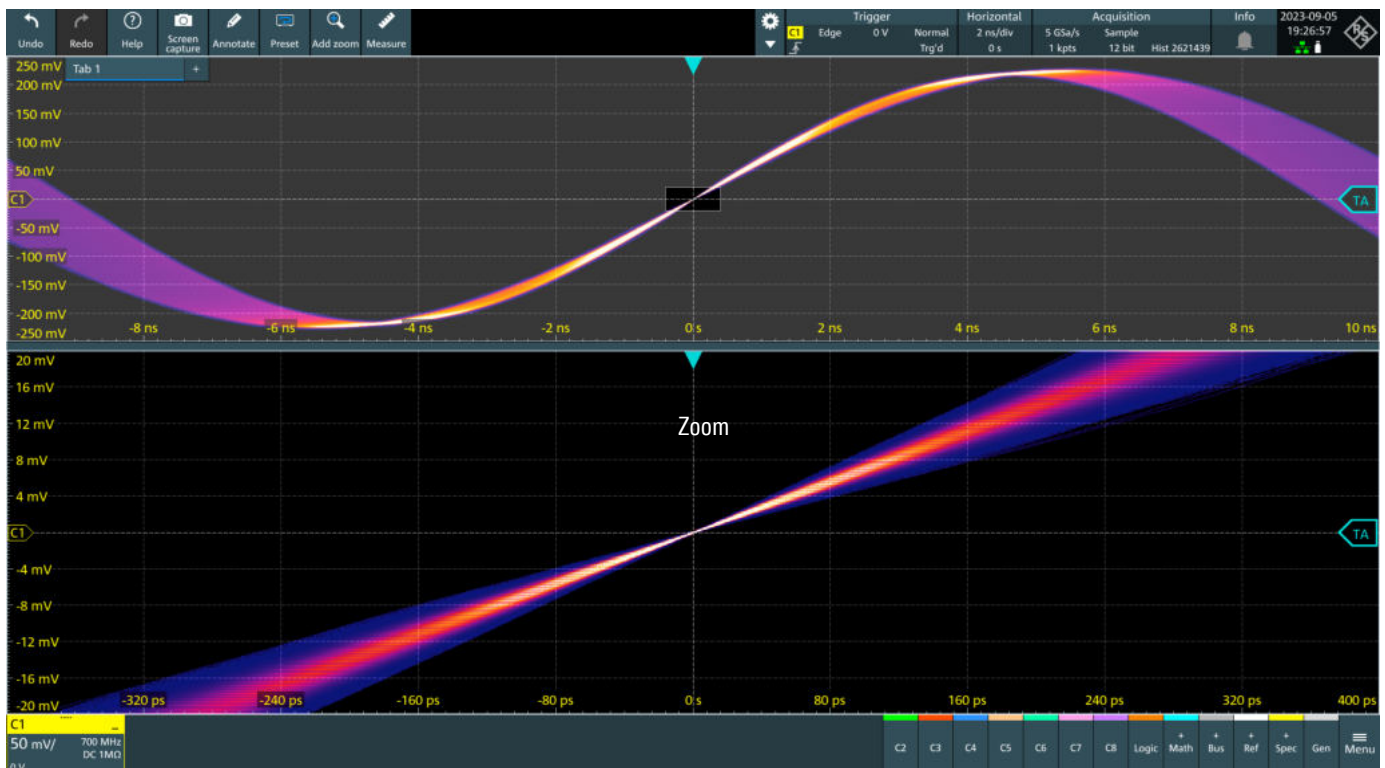 Undo Redo Help Screen capture Annotate Preset Add zoom Measure
Trigger Horizontal Acquisition Info 2023-09-05
C1 Edge 0 V Normal 2 ns/div 5 GSa/s Sample 19:26:57
Trg'd 0 s 1 kpts 12 bit Hist 2621439
R&S
250 mV Tab 1 +
200 mV
150 mV
100 mV
50 mV
C1 TA
-50 mV
-100 mV
-150 mV
-200 mV
-250 mV -8 ns -6 ns -4 ns -2 ns 0 s 2 ns 4 ns 6 ns 8 ns 10 ns
20 mV
16 mV
12 mV Zoom
8 mV
4 mV
C1 TA
-4 mV
-8 mV
-12 mV
-16 mV
-20 mV -320 ps -240 ps -160 ps -80 ps 0 s 80 ps 160 ps 240 ps 320 ps 400 ps
C1
50 mV/ 700 MHz
DC 1MΩ
0 V
C2 C3 C4 C5 C6 C7 C8 Logic + Math + Bus + Ref + Spec Gen Menu